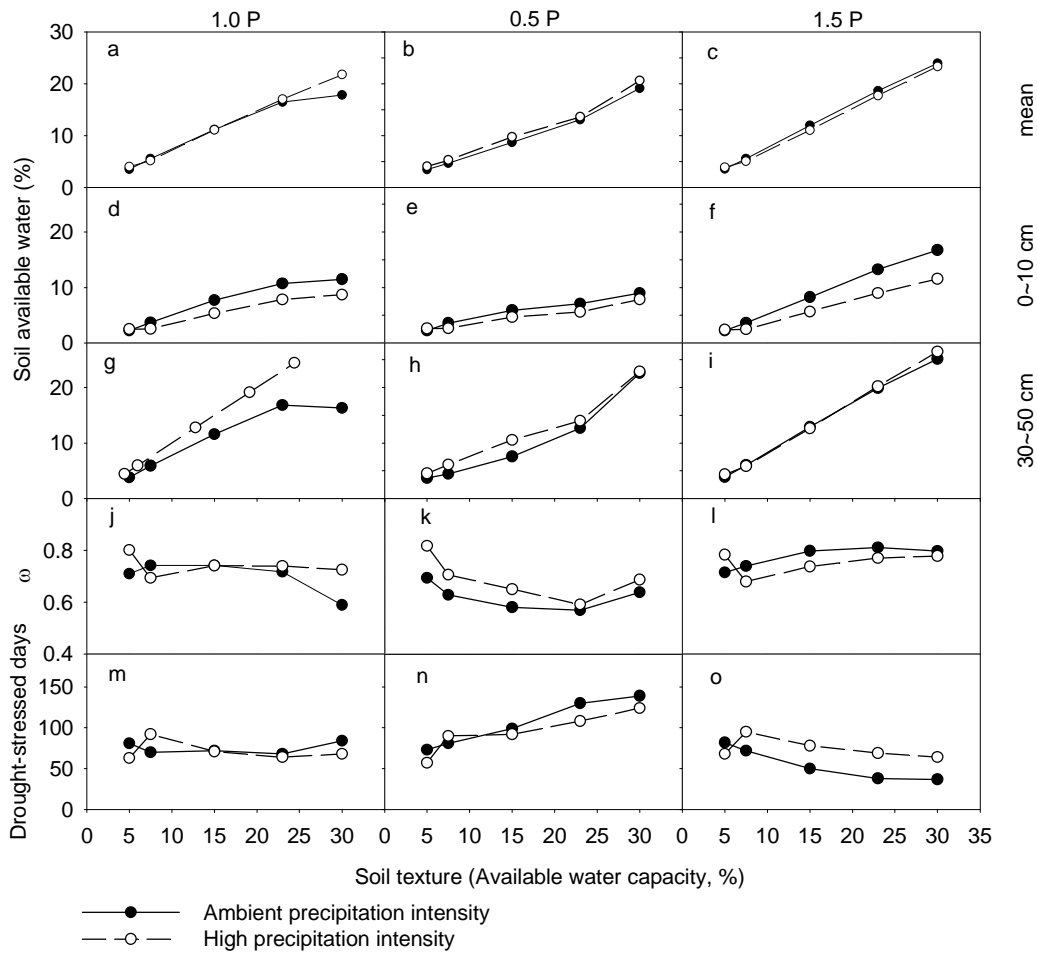 1.0 P 0.5 P 1.5 P
30
a b c
20
10
0
mean
d e f
20
10
0
0~10 cm
Soil available water (%)
g h i
20
10
0
30~50 cm
j k l
0.8
0.6
0.4
ω
m n o
150
100
50
0
Drought-stressed days
0 5 10 15 20 25 30 0 5 10 15 20 25 30 0 5 10 15 20 25 30 35
Soil texture (Available water capacity, %)
Ambient precipitation intensity
High precipitation intensity